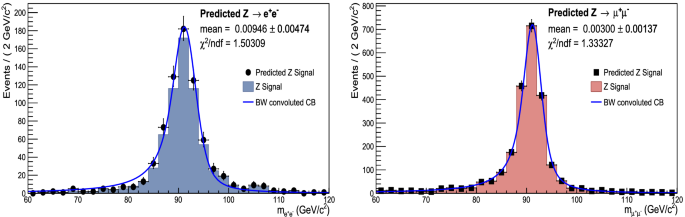 Events / ( 2 GeV/c²)
200
180
160
140
120
100
80
60
40
20
0
Predicted Z → e⁺e⁻
mean = 0.00946 ± 0.00474
χ²/ndf = 1.50309
Predicted Z Signal
Z Signal
BW convoluted CB
60 70 80 90 100 110 120
m e⁺e⁻ (GeV/c²)
Events / ( 2 GeV/c²)
800
700
600
500
400
300
200
100
0
Predicted Z → μ⁺μ⁻
mean = 0.00300 ± 0.00137
χ²/ndf = 1.33327
Predicted Z Signal
Z Signal
BW convoluted CB
60 70 80 90 100 110 120
m μ⁺μ⁻ (GeV/c²)